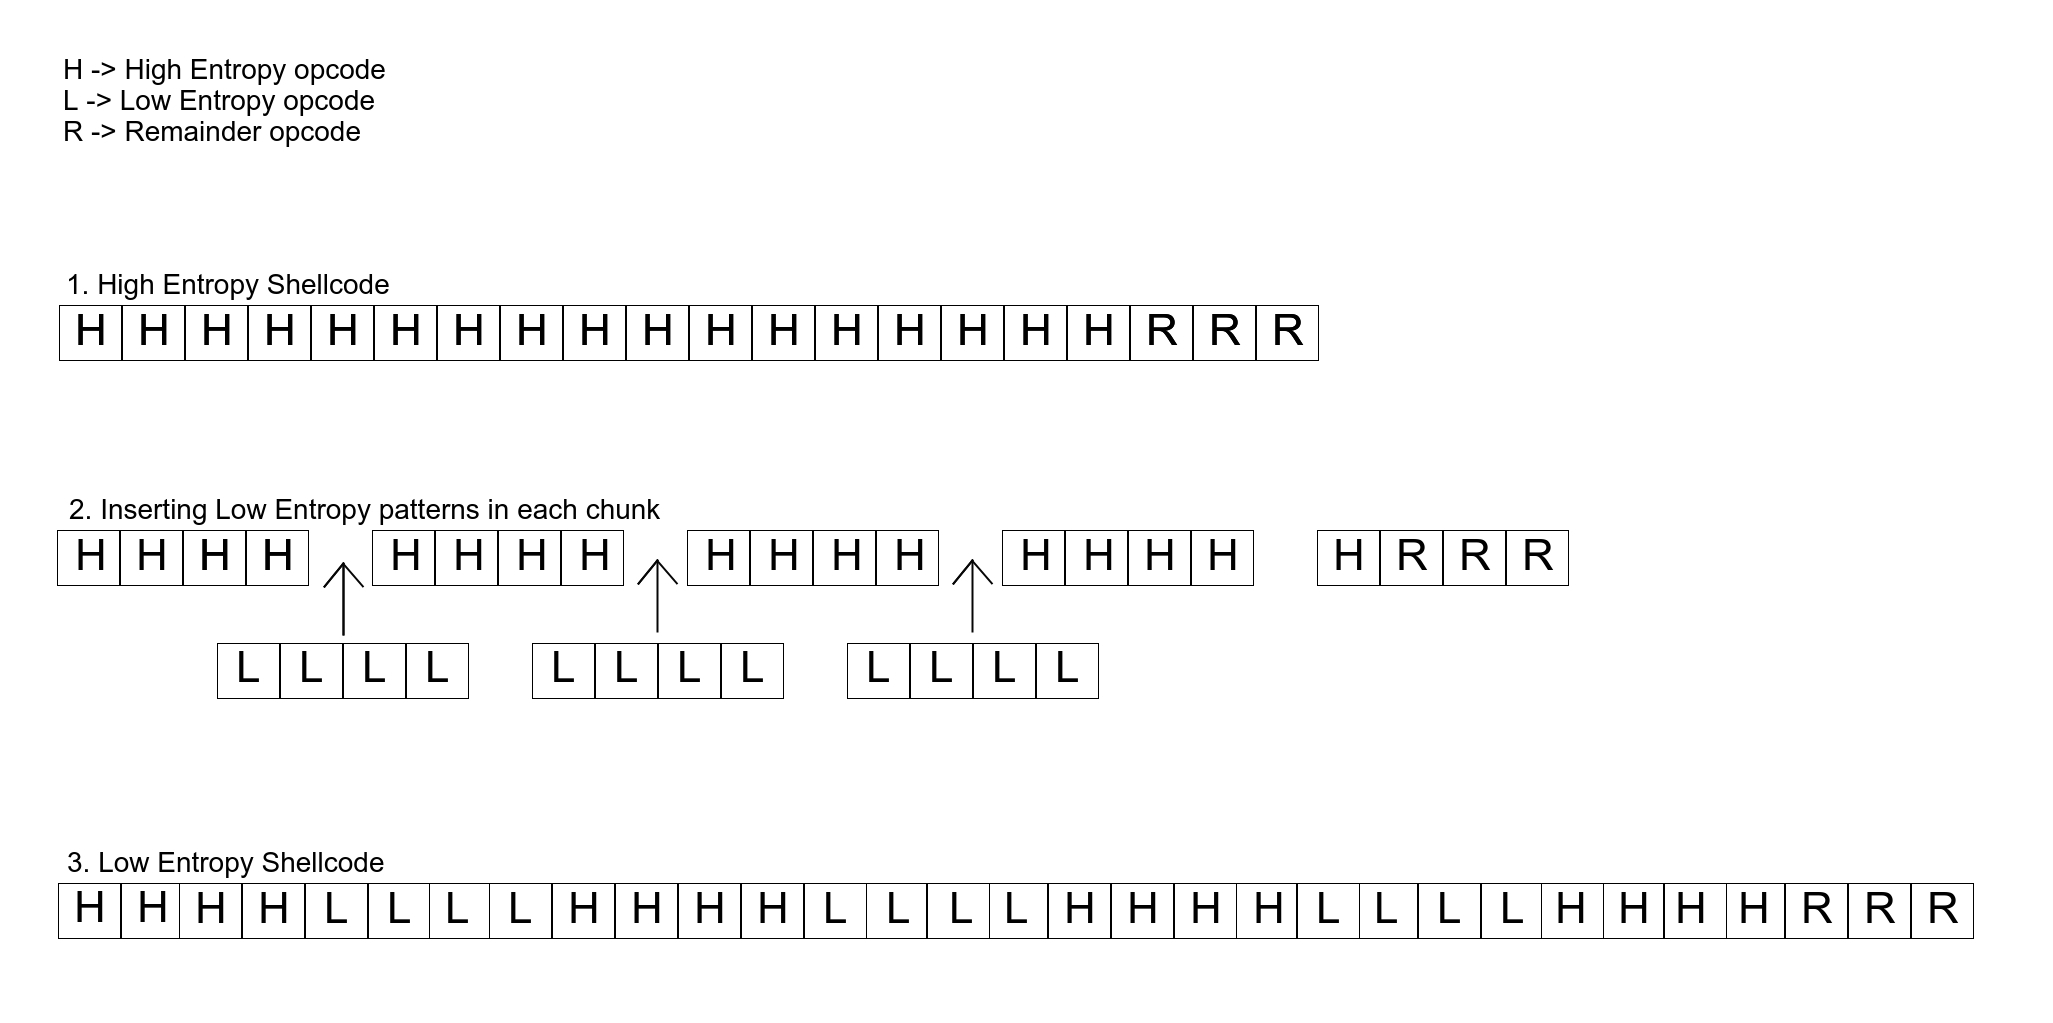 H -> High Entropy opcode
L -> Low Entropy opcode
R -> Remainder opcode
1. High Entropy Shellcode
H H H H H H H H H H H H H H H H H R R R
2. Inserting Low Entropy patterns in each chunk
H H H H H H H H H H H H H H H H H R R R
L L L L L L L L L L L L
3. Low Entropy Shellcode
H H H H L L L L H H H H L L L L H H H H L L L L H H H H R R R